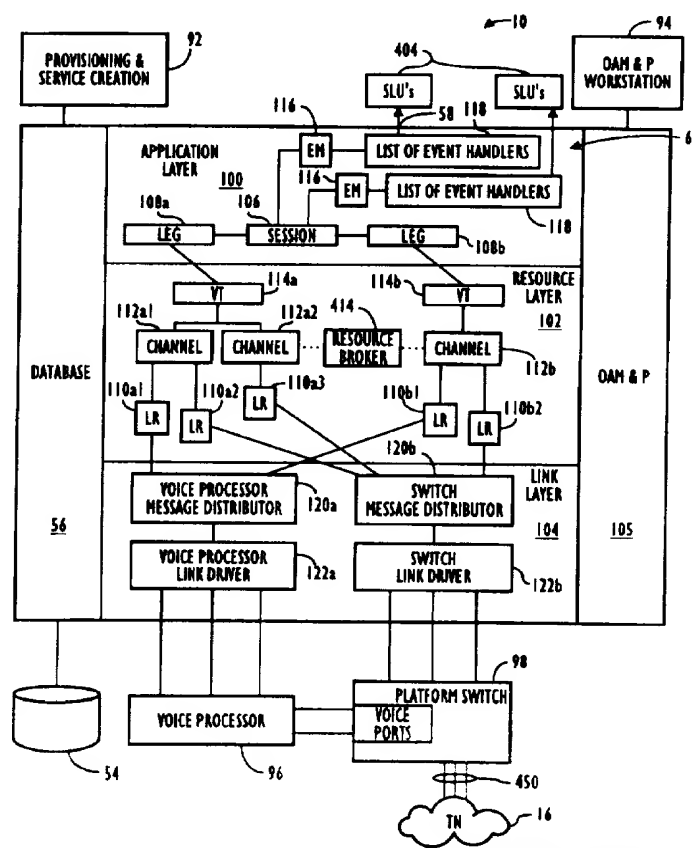 10
92
94
404
PROVISIONING &
SERVICE CREATION
OAM & P
WORKSTATION
SLU's
SLU's
116
58
118
6
EM
LIST OF EVENT HANDLERS
APPLICATION
LAYER
100
116
EM
LIST OF EVENT HANDLERS
118
108a
106
LEG
SESSION
LEG
108b
114a
114b
RESOURCE
LAYER
VT
VT
102
112a1
112a2
414
CHANNEL
CHANNEL
RESOURCE
BROKER
CHANNEL
112b
DATABASE
OAM & P
110a1
110a2
110a3
110b1
110b2
LR
LR
LR
LR
LR
120b
LINK
LAYER
VOICE PROCESSOR
MESSAGE DISTRIBUTOR
120a
SWITCH
MESSAGE DISTRIBUTOR
56
104
105
VOICE PROCESSOR
LINK DRIVER
122a
SWITCH
LINK DRIVER
122b
98
PLATFORM SWITCH
VOICE PROCESSOR
VOICE
PORTS
54
96
450
TN
16